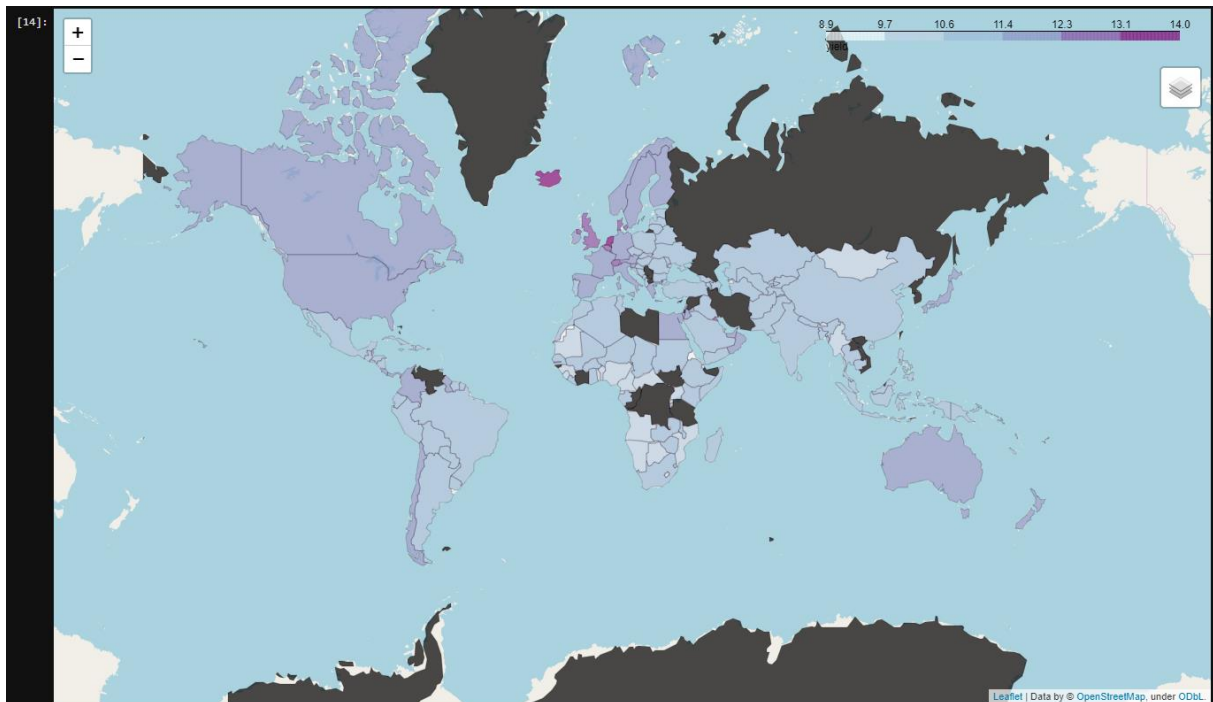 [14]:
+
−
8.9 9.7 10.6 11.4 12.3 13.1 14.0
yield
Leaflet | Data by © OpenStreetMap, under ODbL.